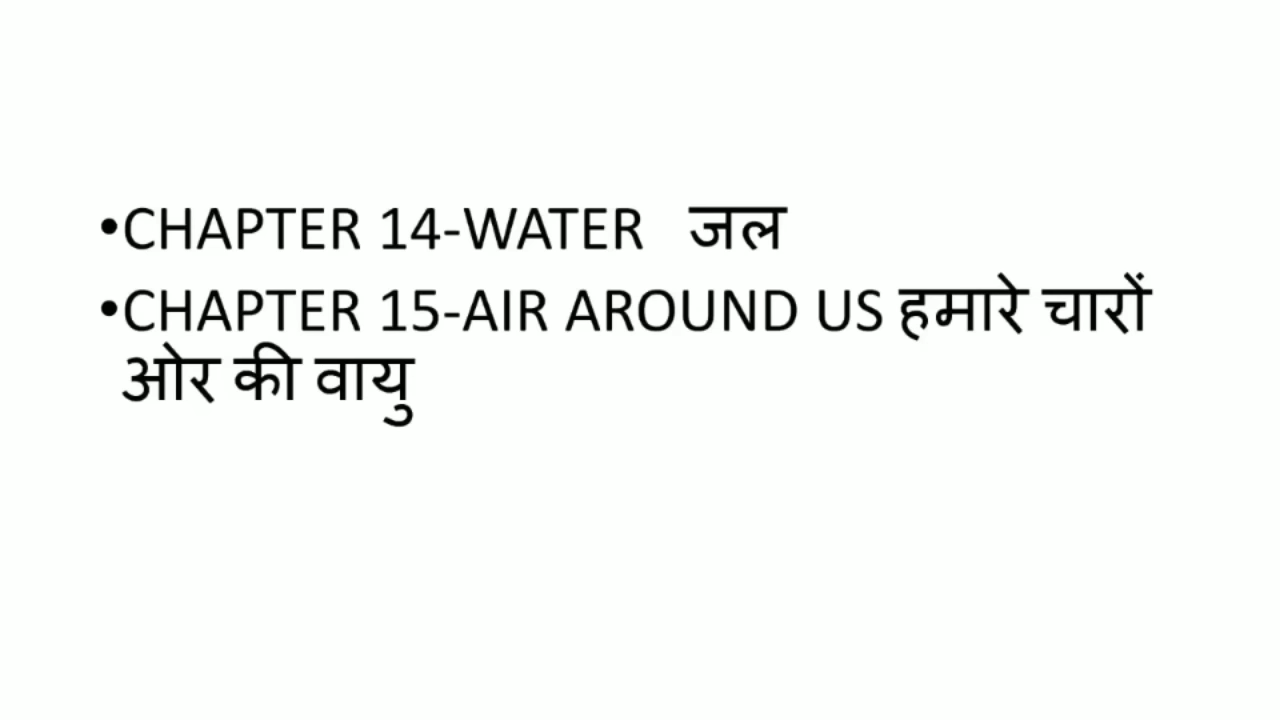 •CHAPTER 14-WATER जल
•CHAPTER 15-AIR AROUND US हमारे चारों
ओर की वायु